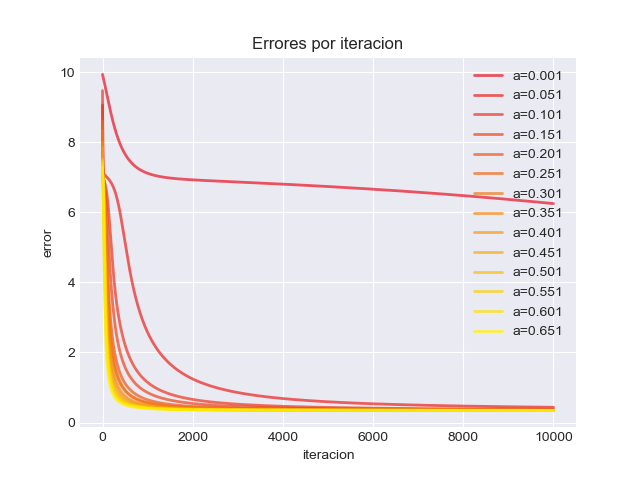 Errores por iteracion
10
8
6
4
2
0
error
0 2000 4000 6000 8000 10000
iteracion
a=0.001
a=0.051
a=0.101
a=0.151
a=0.201
a=0.251
a=0.301
a=0.351
a=0.401
a=0.451
a=0.501
a=0.551
a=0.601
a=0.651